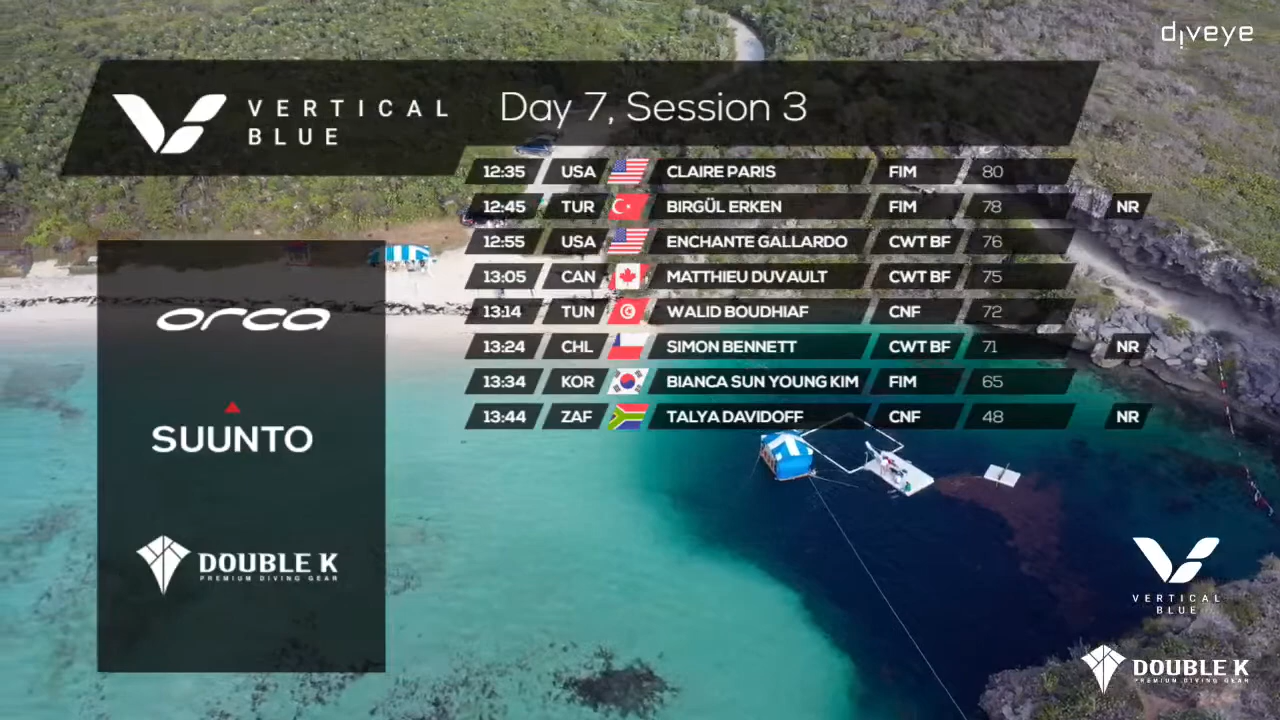 diveye
VERTICAL
BLUE
Day 7, Session 3
12:35 USA CLAIRE PARIS FIM 80
12:45 TUR BIRGÜL ERKEN FIM 78 NR
12:55 USA ENCHANTE GALLARDO CWT BF 76
13:05 CAN MATTHIEU DUVAULT CWT BF 75
13:14 TUN WALID BOUDHIAF CNF 72
13:24 CHL SIMON BENNETT CWT BF 71 NR
13:34 KOR BIANCA SUN YOUNG KIM FIM 65
13:44 ZAF TALYA DAVIDOFF CNF 48 NR
orca
SUUNTO
DOUBLE K
PREMIUM DIVING GEAR
VERTICAL
BLUE
DOUBLE K
PREMIUM DIVING GEAR